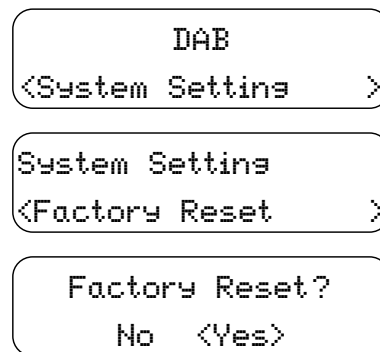 DAB
<System Setting >
System Setting
<Factory Reset >
Factory Reset?
No <Yes>